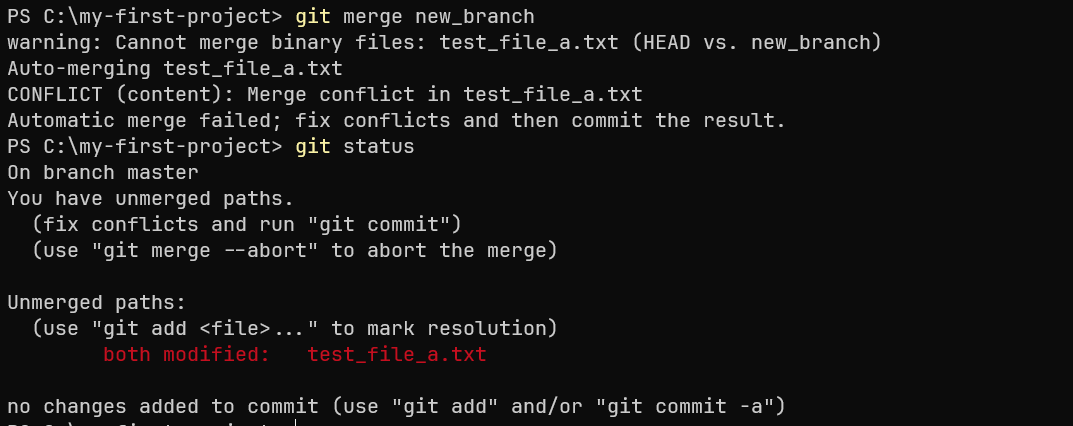 PS C:\my-first-project> git merge new_branch
warning: Cannot merge binary files: test_file_a.txt (HEAD vs. new_branch)
Auto-merging test_file_a.txt
CONFLICT (content): Merge conflict in test_file_a.txt
Automatic merge failed; fix conflicts and then commit the result.
PS C:\my-first-project> git status
On branch master
You have unmerged paths.
  (fix conflicts and run "git commit")
  (use "git merge --abort" to abort the merge)

Unmerged paths:
  (use "git add <file>..." to mark resolution)
        both modified:   test_file_a.txt

no changes added to commit (use "git add" and/or "git commit -a")